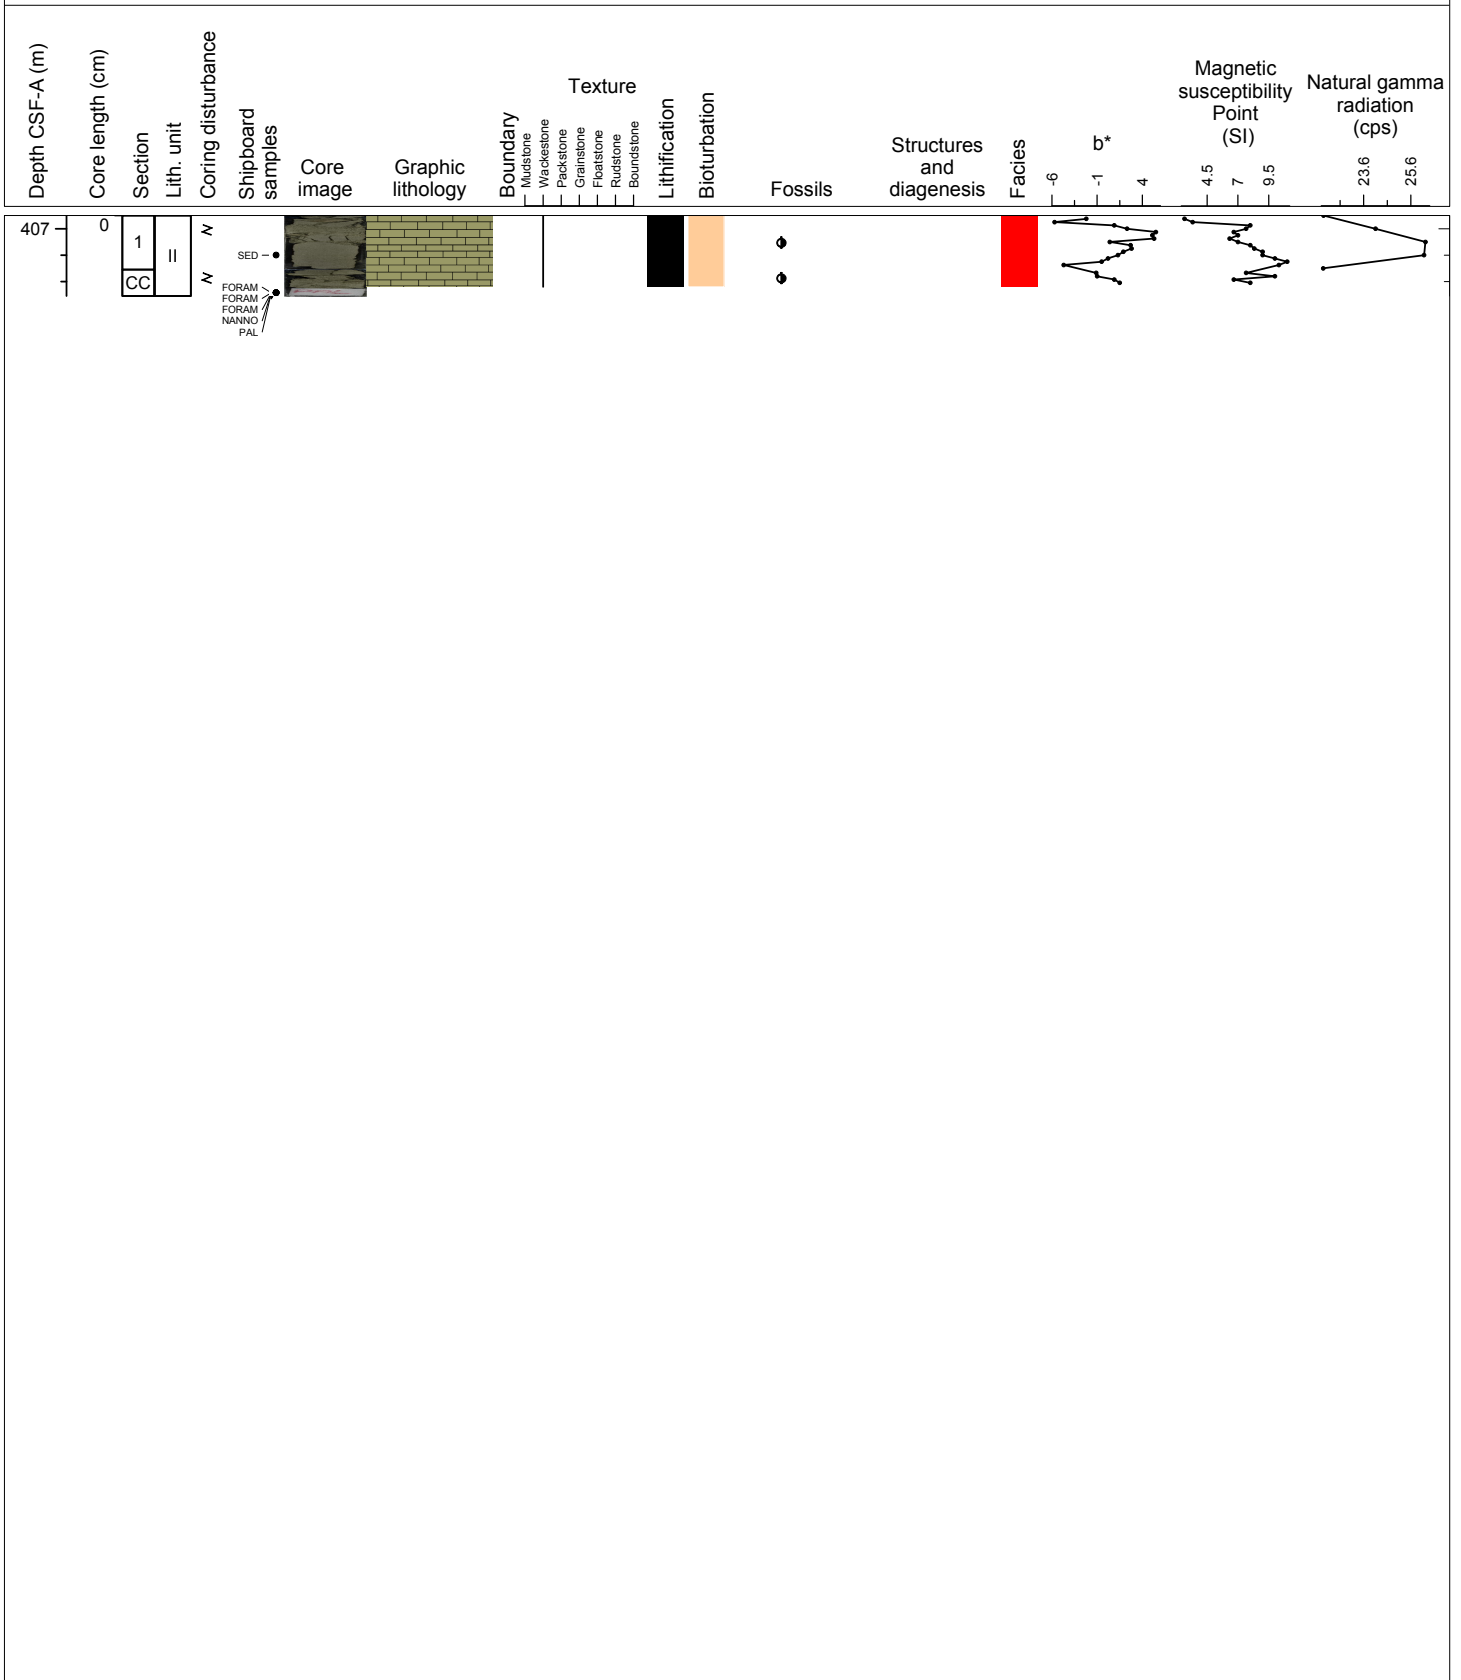 Depth CSF-A (m)
Core length (cm)
Section
Lith. unit
Coring disturbance
Shipboard
samples
Core
image
Graphic
lithology
Boundary
Texture
Mudstone
Wackestone
Packstone
Grainstone
Floatstone
Rudstone
Boundstone
Lithification
Bioturbation
Fossils
Structures
and
diagenesis
Facies
b*
-6
-1
4
Magnetic
susceptibility
Point
(SI)
4.5
7
9.5
Natural gamma
radiation
(cps)
23.6
25.6
407
0
1
II
CC
SED
FORAM
FORAM
FORAM
NANNO
PAL